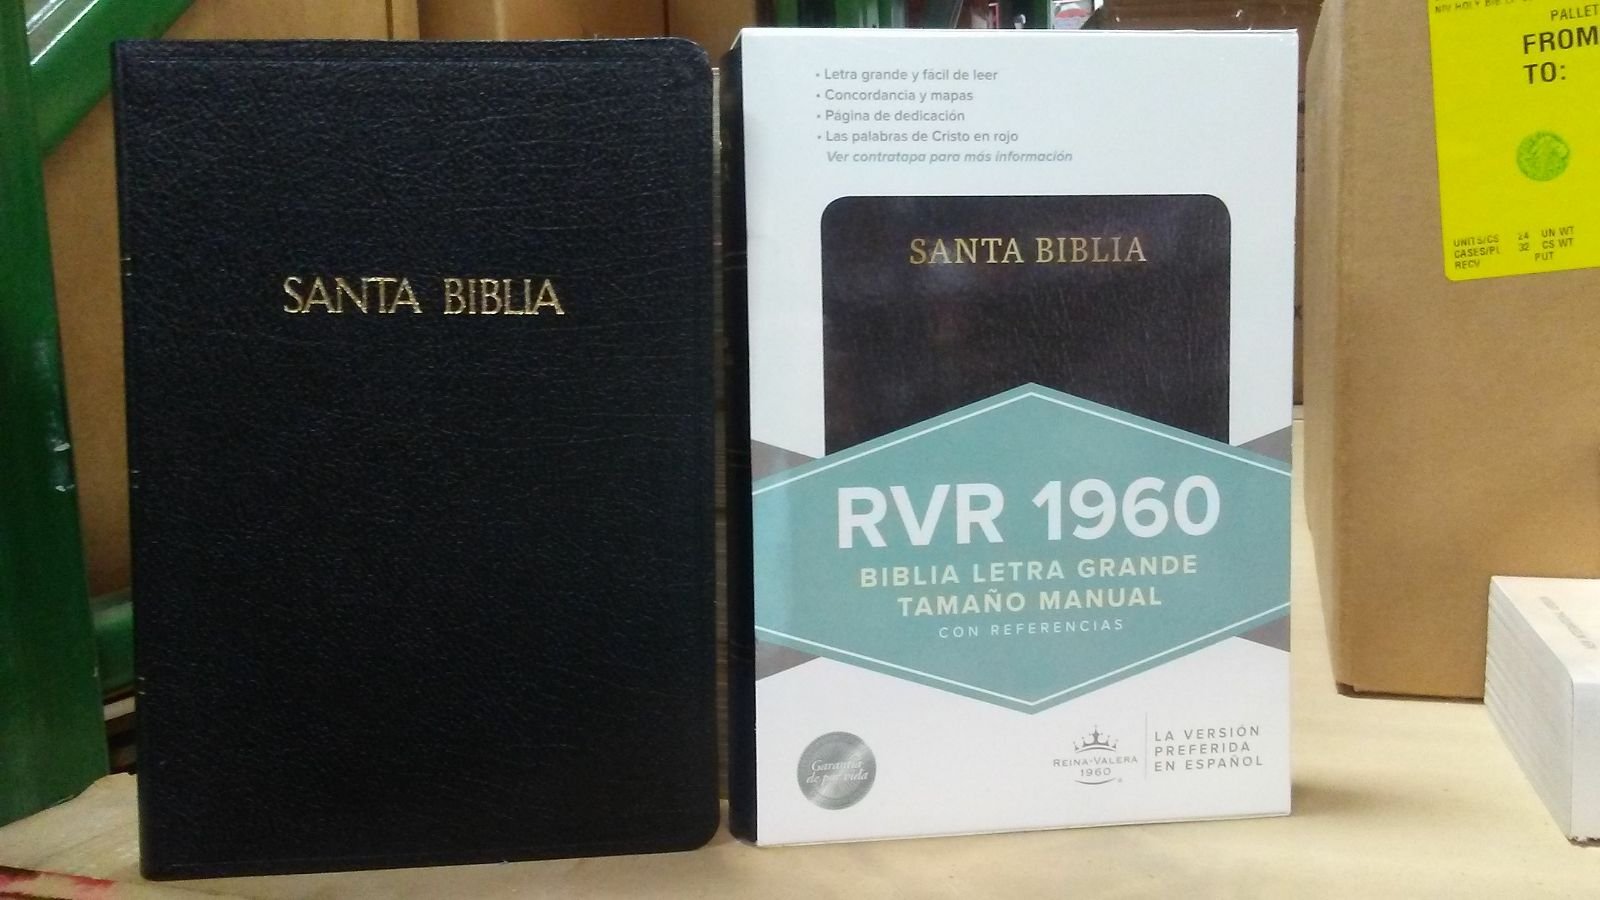 SANTA BIBLIA
• Letra grande y fácil de leer
• Concordancia y mapas
• Página de dedicación
• Las palabras de Cristo en rojo
Ver contratapa para más información
SANTA BIBLIA
RVR 1960
BIBLIA LETRA GRANDE
TAMAÑO MANUAL
CON REFERENCIAS
Garantía
de por vida
REINA-VALERA
1960
®
LA VERSIÓN
PREFERIDA
EN ESPAÑOL
NIV HOLY
PALLET
FROM
TO:
UNITS/CS 24 UN WT
CASES/PL 32 CS WT
RECV PUT